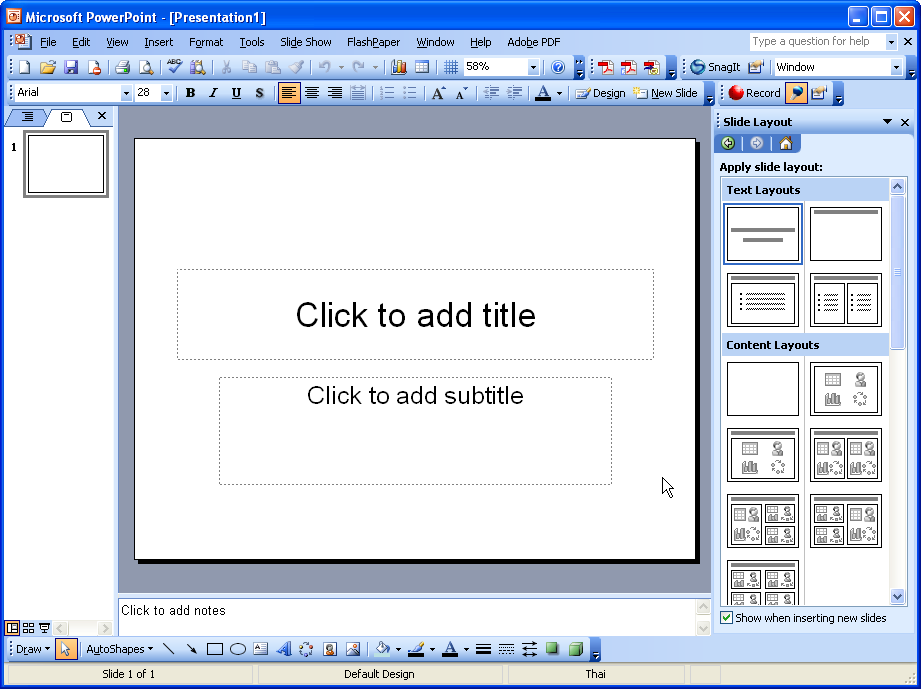 Microsoft PowerPoint - [Presentation1]
File Edit View Insert Format Tools Slide Show FlashPaper Window Help Adobe PDF Type a question for help
58% SnagIt Window
Arial 28 B I U S A A A Design New Slide Record
Slide Layout
1
Apply slide layout:
Text Layouts
Click to add title
Content Layouts
Click to add subtitle
Click to add notes
Show when inserting new slides
Draw AutoShapes A A
Slide 1 of 1 Default Design Thai